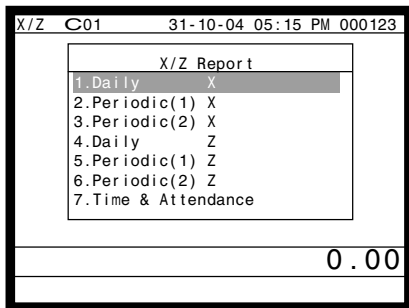 X/Z C01 31-10-04 05:15 PM 000123
X/Z Report
1.Daily X
2.Periodic(1) X
3.Periodic(2) X
4.Daily Z
5.Periodic(1) Z
6.Periodic(2) Z
7.Time & Attendance
0.00